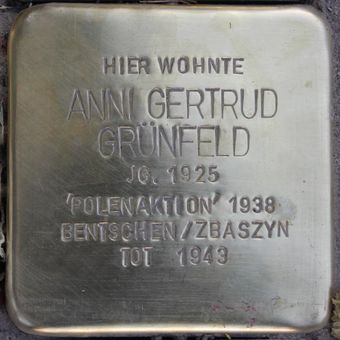 HIER WOHNTE
ANNI GERTRUD
GRÜNFELD
JG. 1925
'POLENAKTION' 1938
BENTSCHEN/ZBASZYN
TOT 1943